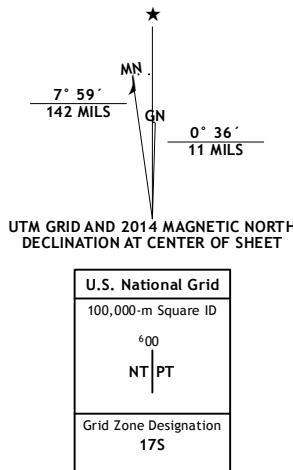 ★
MN
7° 59´
142 MILS
GN
0° 36´
11 MILS
UTM GRID AND 2014 MAGNETIC NORTH
DECLINATION AT CENTER OF SHEET
U.S. National Grid
100,000-m Square ID
⁶00
NT PT
Grid Zone Designation
17S